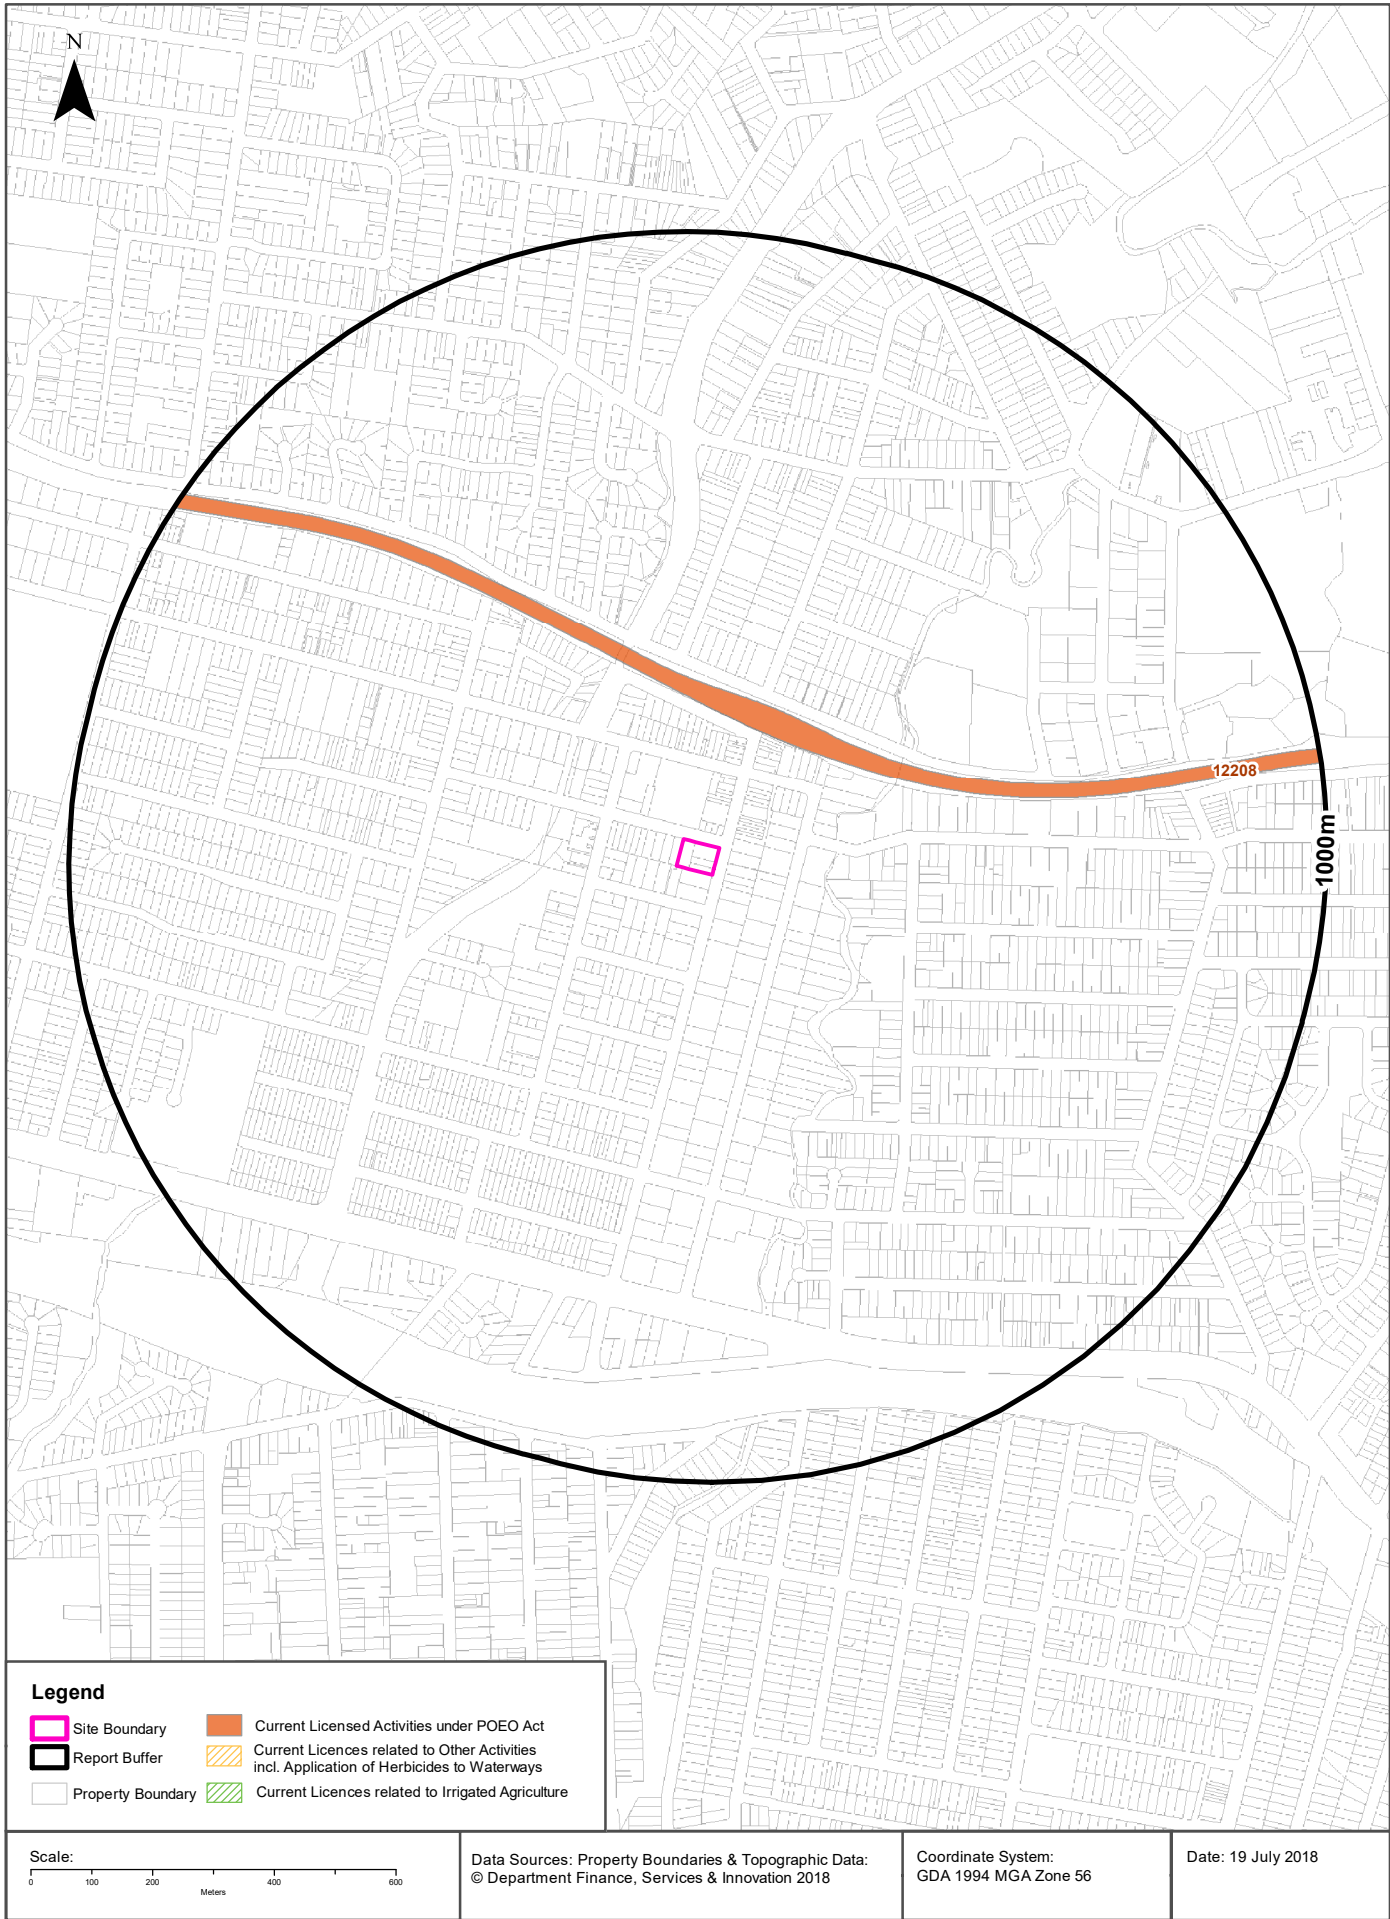 N
12208
1000m
Legend
Site Boundary
Report Buffer
Property Boundary
Current Licensed Activities under POEO Act
Current Licences related to Other Activities
incl. Application of Herbicides to Waterways
Current Licences related to Irrigated Agriculture
Scale:
0 100 200 400 600
Meters
Data Sources: Property Boundaries & Topographic Data:
© Department Finance, Services & Innovation 2018
Coordinate System:
GDA 1994 MGA Zone 56
Date: 19 July 2018